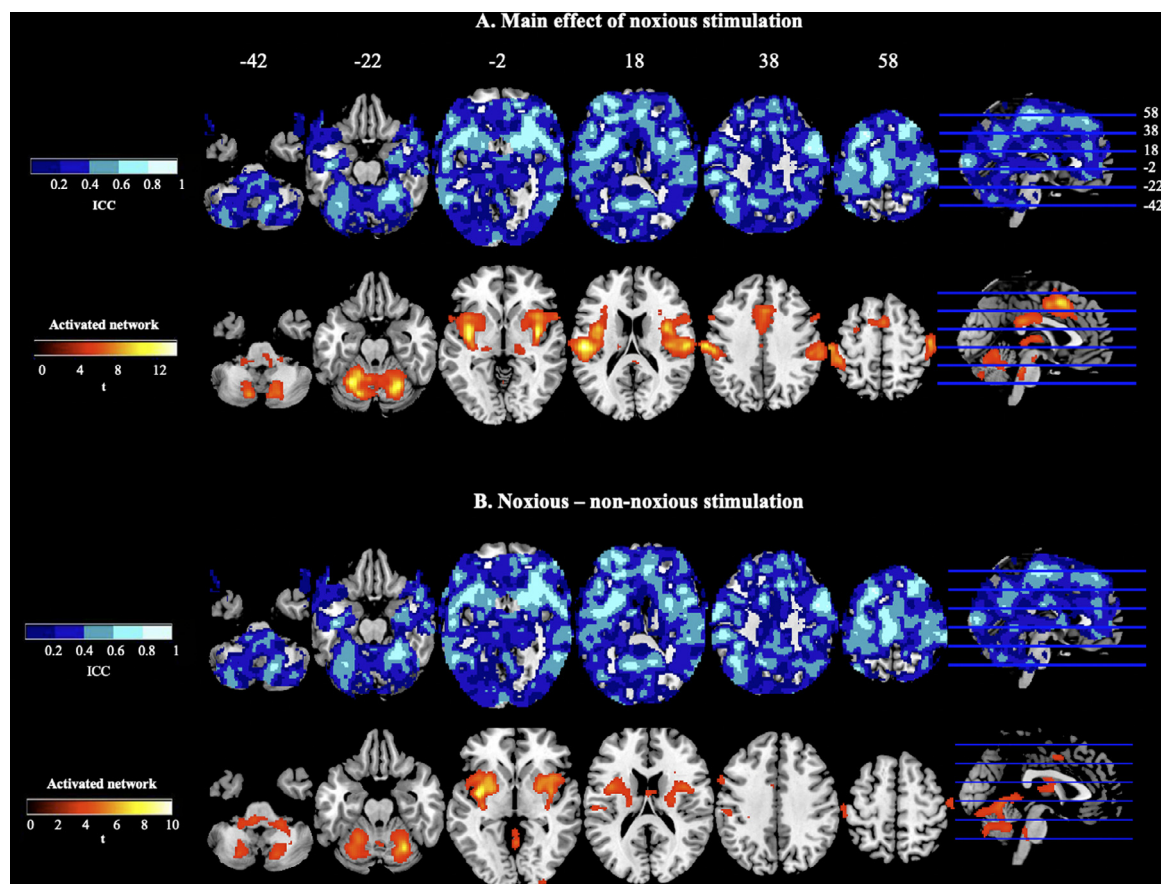 A. Main effect of noxious stimulation
-42 -22 -2 18 38 58
58
38
18
-2
-22
-42
0.2 0.4 0.6 0.8 1
ICC
Activated network
0 4 8 12
t
B. Noxious – non-noxious stimulation
0.2 0.4 0.6 0.8 1
ICC
Activated network
0 2 4 6 8 10
t